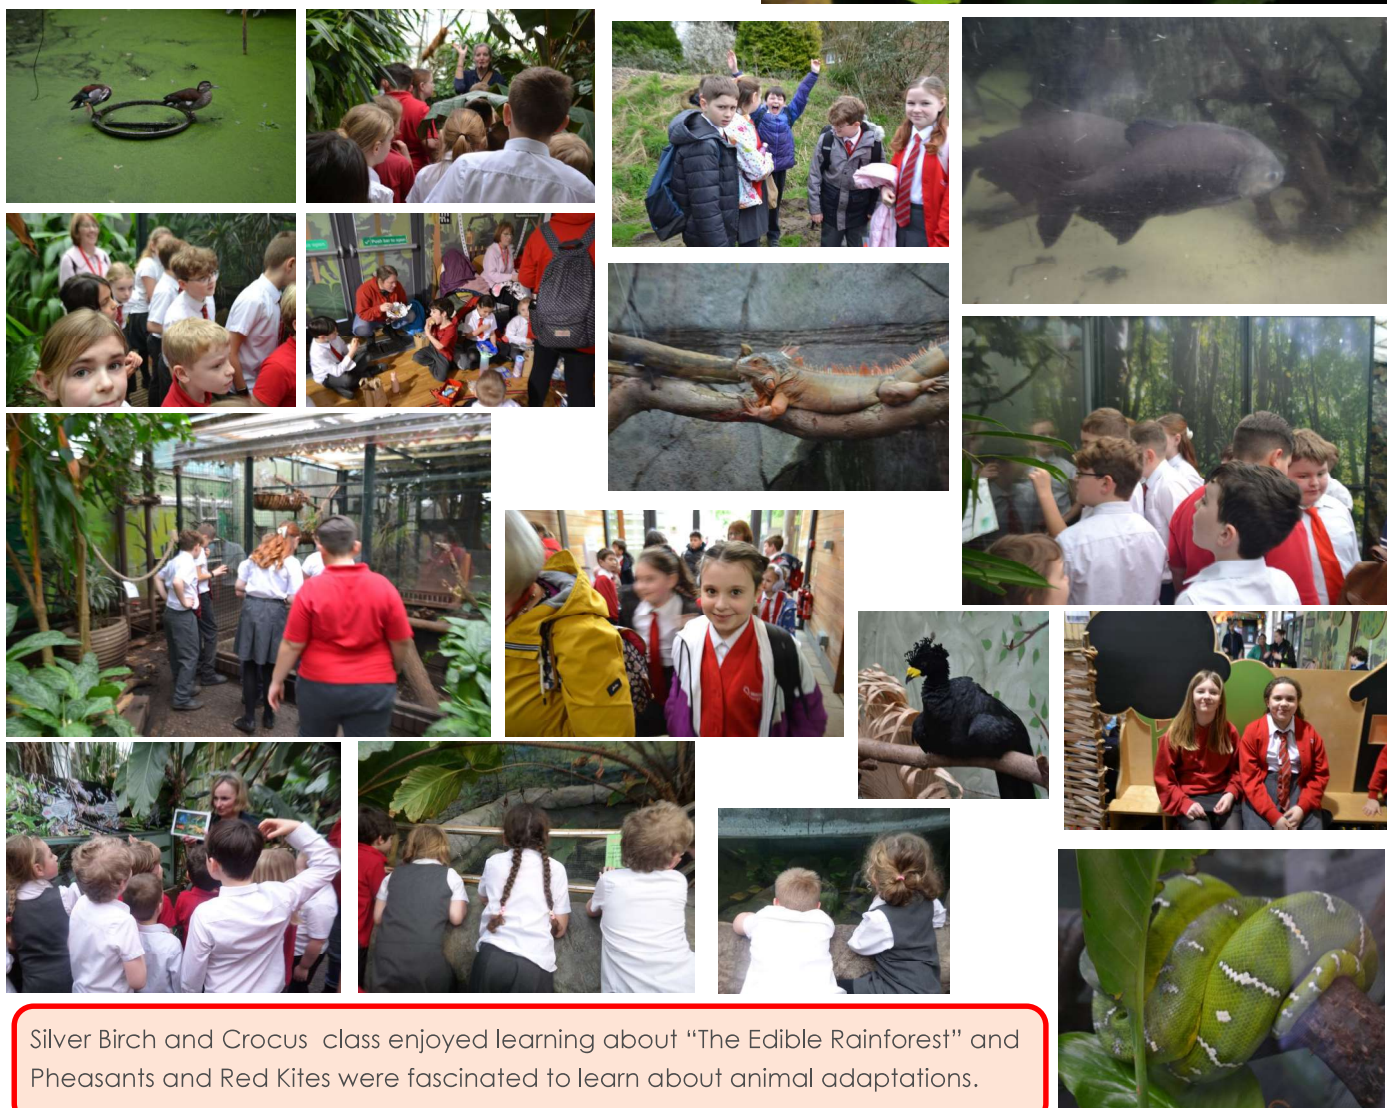 Silver Birch and Crocus class enjoyed learning about “The Edible Rainforest” and
Pheasants and Red Kites were fascinated to learn about animal adaptations.